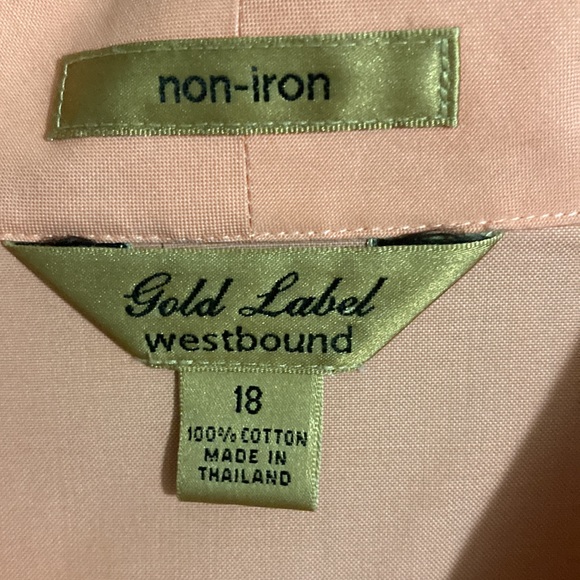 non-iron
Gold Label
westbound
18
100% COTTON
MADE IN
THAILAND